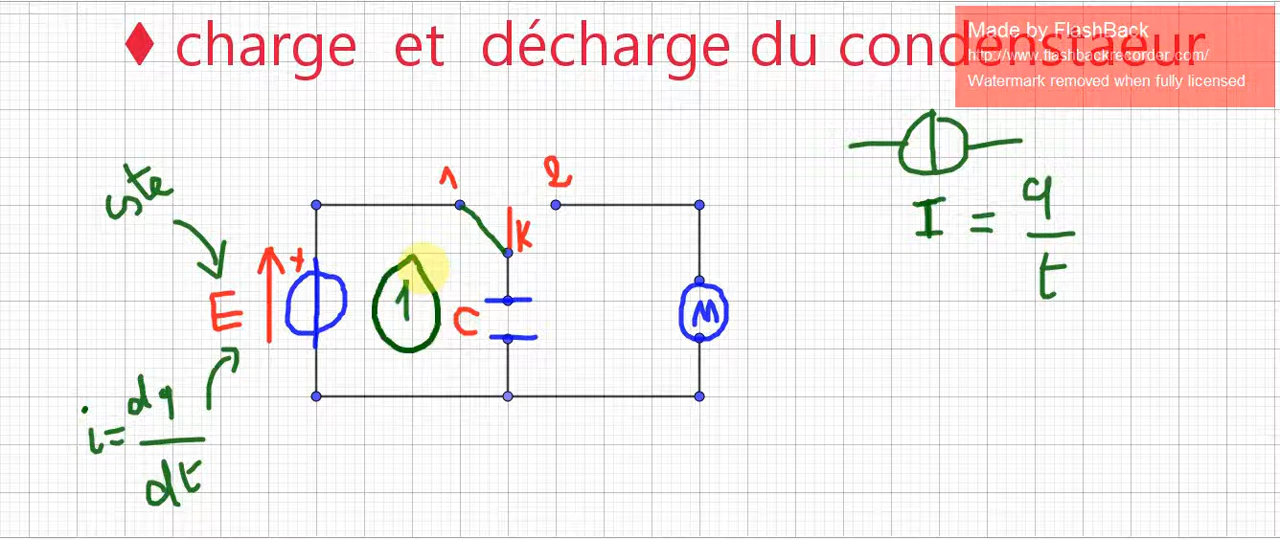 ♦ charge et décharge du condenstaeur
Made by FlashBack
http://www.flashbackrecorder.com/
Watermark removed when fully licensed
I = q / t
1
2
K
cste
E
+
1
C
M
i = dq / dt